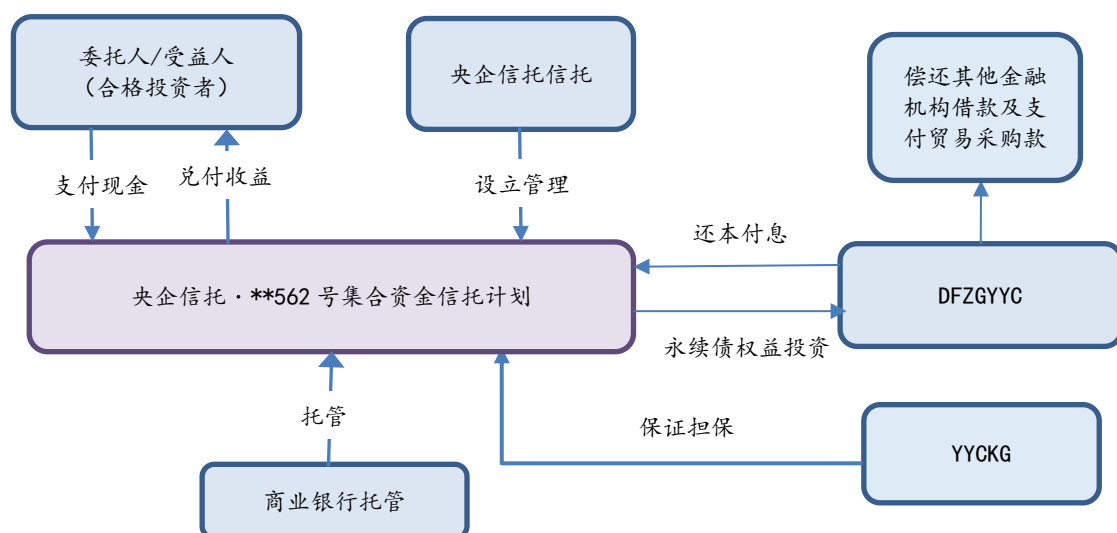 委托人/受益人
（合格投资者）
央企信托信托
偿还其他金融
机构借款及支
付贸易采购款
支付现金
兑付收益
设立管理
还本付息
央企信托·**562号集合资金信托计划
DFZGYYC
永续债权益投资
托管
保证担保
YYCKG
商业银行托管